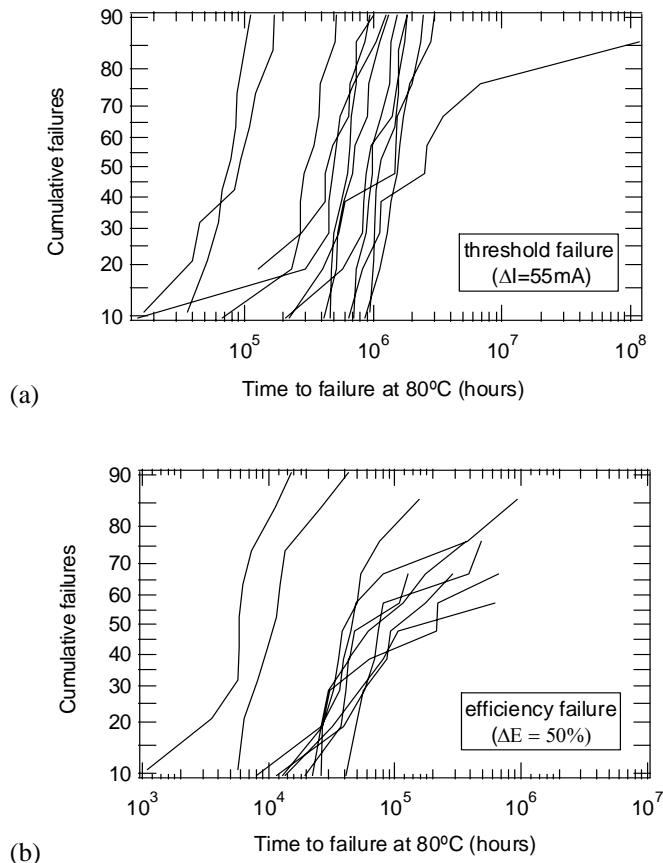 90
80
70
60
50
40
30
20
10
Cumulative failures
threshold failure
(ΔI=55mA)
10^5 10^6 10^7 10^8
Time to failure at 80ºC (hours)
(a)
90
80
70
60
50
40
30
20
10
Cumulative failures
efficiency failure
(ΔE = 50%)
10^3 10^4 10^5 10^6 10^7
Time to failure at 80ºC (hours)
(b)